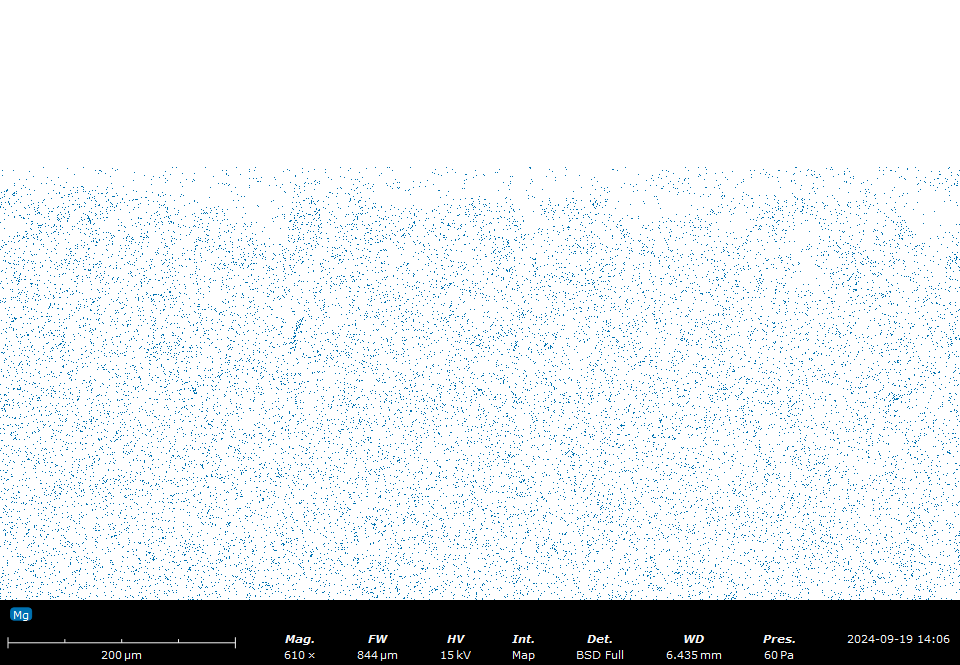 Mg
Mag. FW HV Int. Det. WD Pres. 2024-09-19 14:06
200 µm 610 × 844 µm 15 kV Map BSD Full 6.435 mm 60 Pa